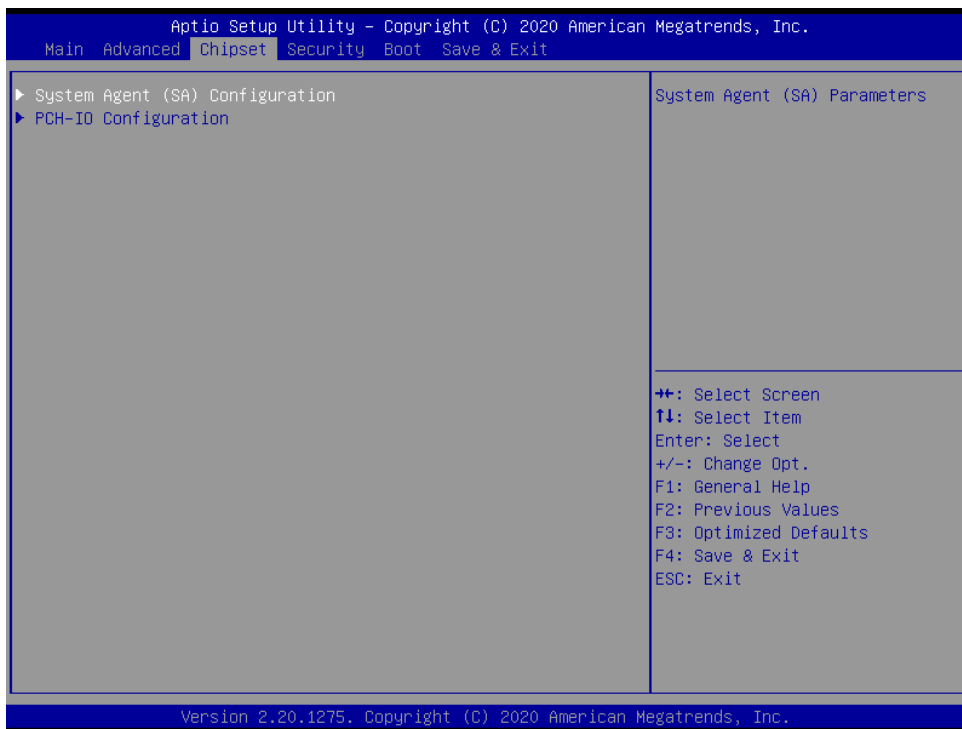 Aptio Setup Utility – Copyright (C) 2020 American Megatrends, Inc.
Main Advanced Chipset Security Boot Save & Exit
▶ System Agent (SA) Configuration
▶ PCH-IO Configuration
System Agent (SA) Parameters
→←: Select Screen
↑↓: Select Item
Enter: Select
+/-: Change Opt.
F1: General Help
F2: Previous Values
F3: Optimized Defaults
F4: Save & Exit
ESC: Exit
Version 2.20.1275. Copyright (C) 2020 American Megatrends, Inc.